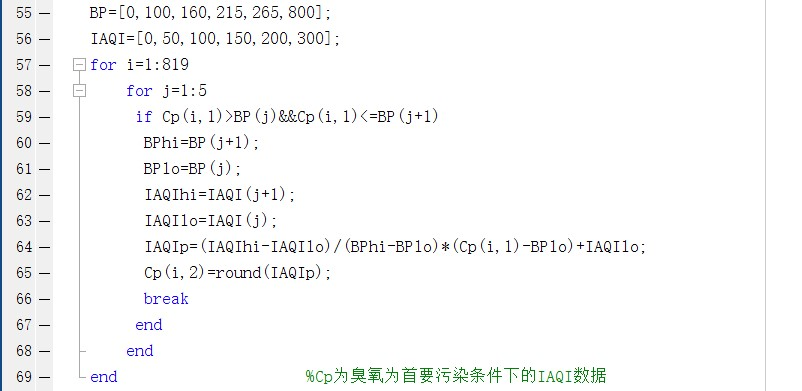 55 BP=[0,100,160,215,265,800];
56 IAQI=[0,50,100,150,200,300];
57 for i=1:819
58 for j=1:5
59 if Cp(i,1)>BP(j)&&Cp(i,1)<=BP(j+1)
60 BPhi=BP(j+1);
61 BPlo=BP(j);
62 IAQIhi=IAQI(j+1);
63 IAQIlo=IAQI(j);
64 IAQIp=(IAQIhi-IAQIlo)/(BPhi-BPlo)*(Cp(i,1)-BPlo)+IAQIlo;
65 Cp(i,2)=round(IAQIp);
66 break
67 end
68 end
69 end %Cp为臭氧为首要污染条件下的IAQI数据